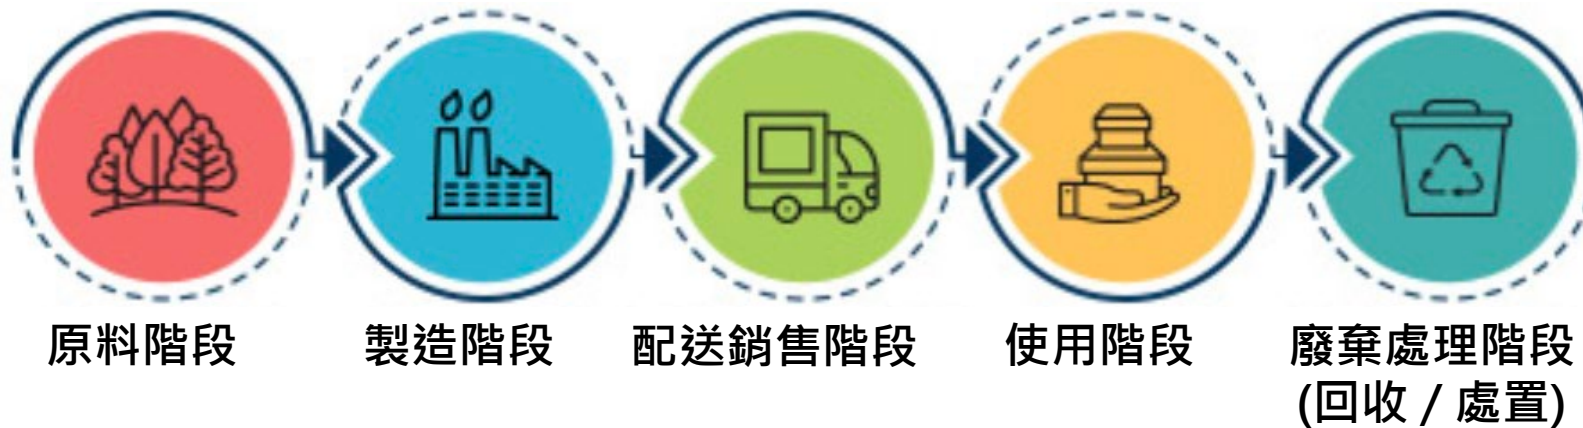 原料階段
製造階段
配送銷售階段
使用階段
廢棄處理階段
(回收 / 處置)